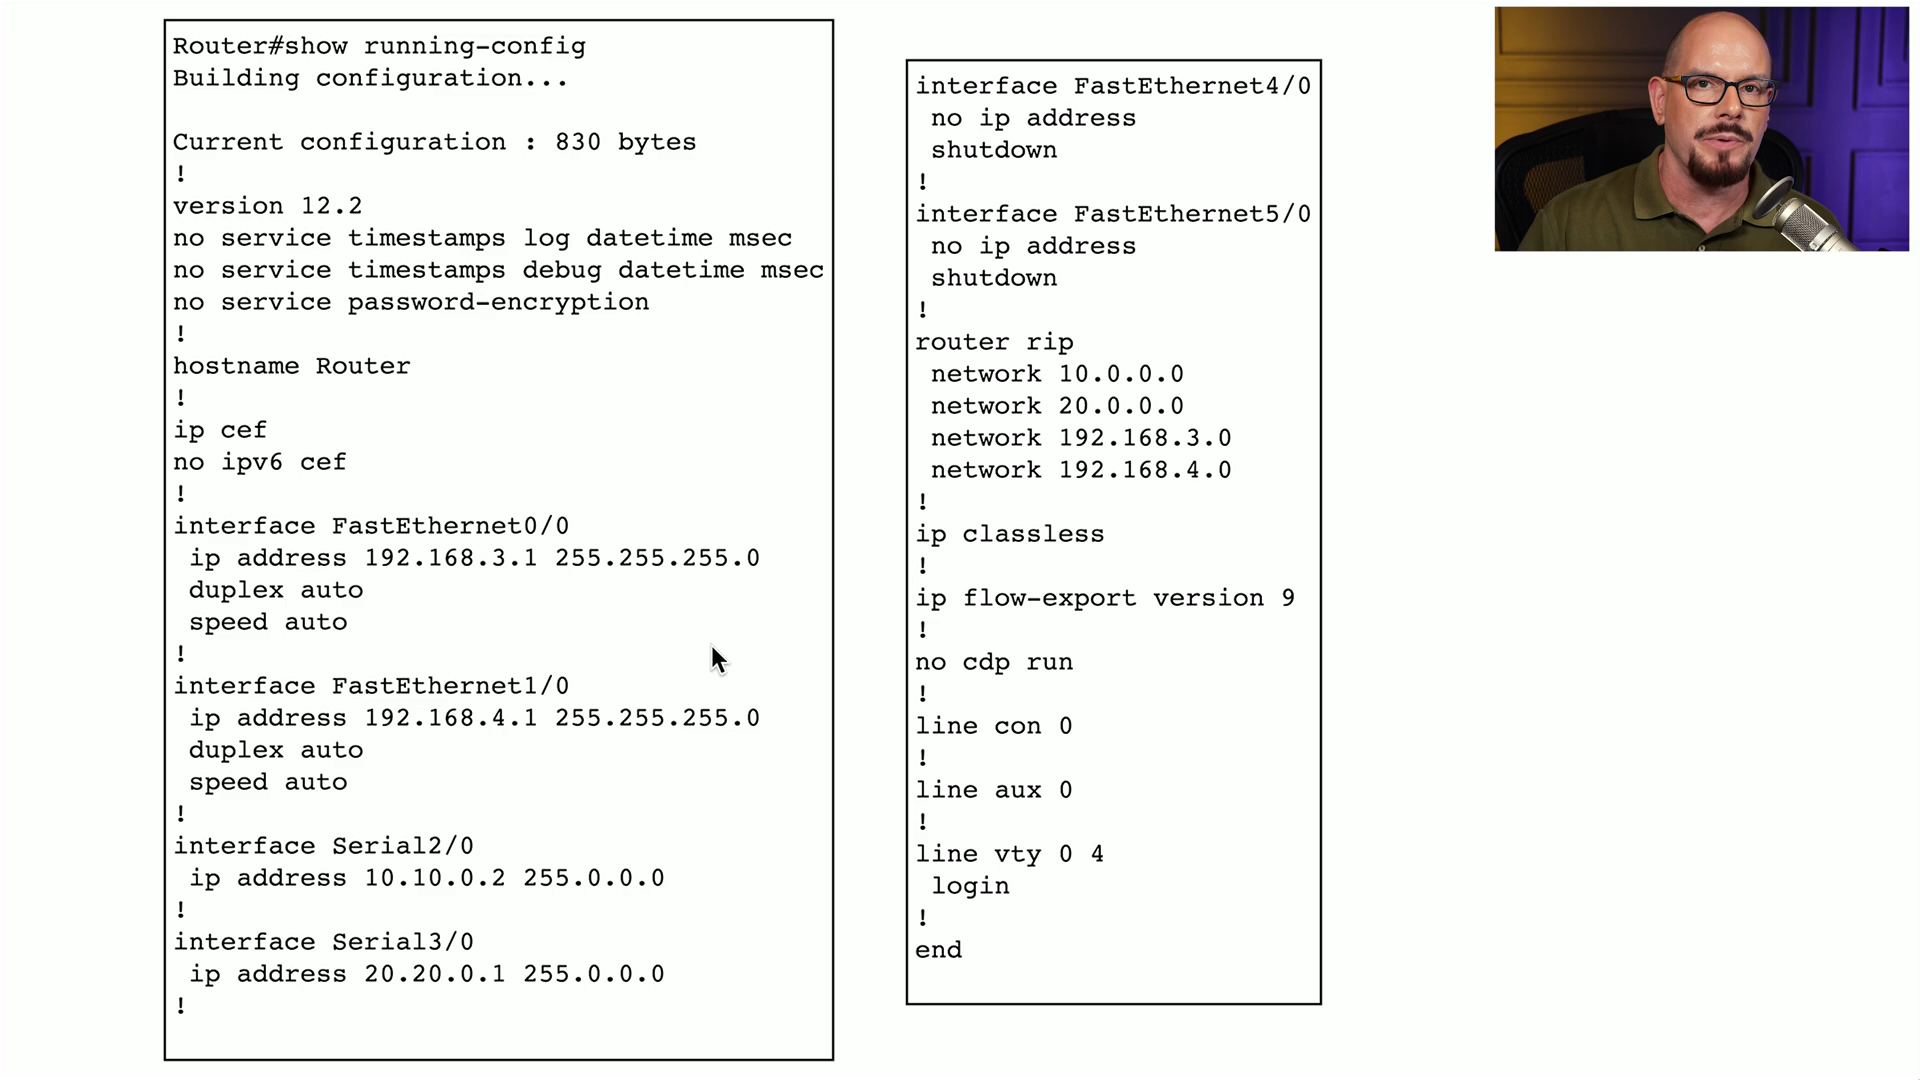 Router#show running-config
Building configuration...
Current configuration : 830 bytes
!
version 12.2
no service timestamps log datetime msec
no service timestamps debug datetime msec
no service password-encryption
!
hostname Router
!
ip cef
no ipv6 cef
!
interface FastEthernet0/0
 ip address 192.168.3.1 255.255.255.0
 duplex auto
 speed auto
!
interface FastEthernet1/0
 ip address 192.168.4.1 255.255.255.0
 duplex auto
 speed auto
!
interface Serial2/0
 ip address 10.10.0.2 255.0.0.0
!
interface Serial3/0
 ip address 20.20.0.1 255.0.0.0
!
interface FastEthernet4/0
 no ip address
 shutdown
!
interface FastEthernet5/0
 no ip address
 shutdown
!
router rip
 network 10.0.0.0
 network 20.0.0.0
 network 192.168.3.0
 network 192.168.4.0
!
ip classless
!
ip flow-export version 9
!
no cdp run
!
line con 0
!
line aux 0
!
line vty 0 4
 login
!
end